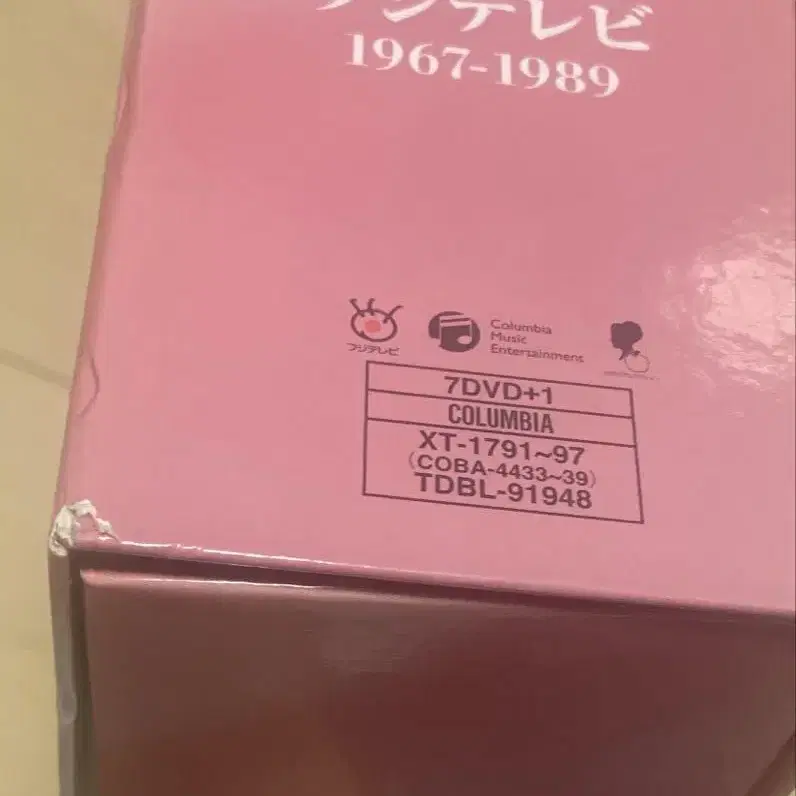 フジテレビ
1967-1989
フジテレビ
Columbia
Music
Entertainment
7DVD+1
COLUMBIA
XT-1791~97
(COBA-4433~39)
TDBL-91948